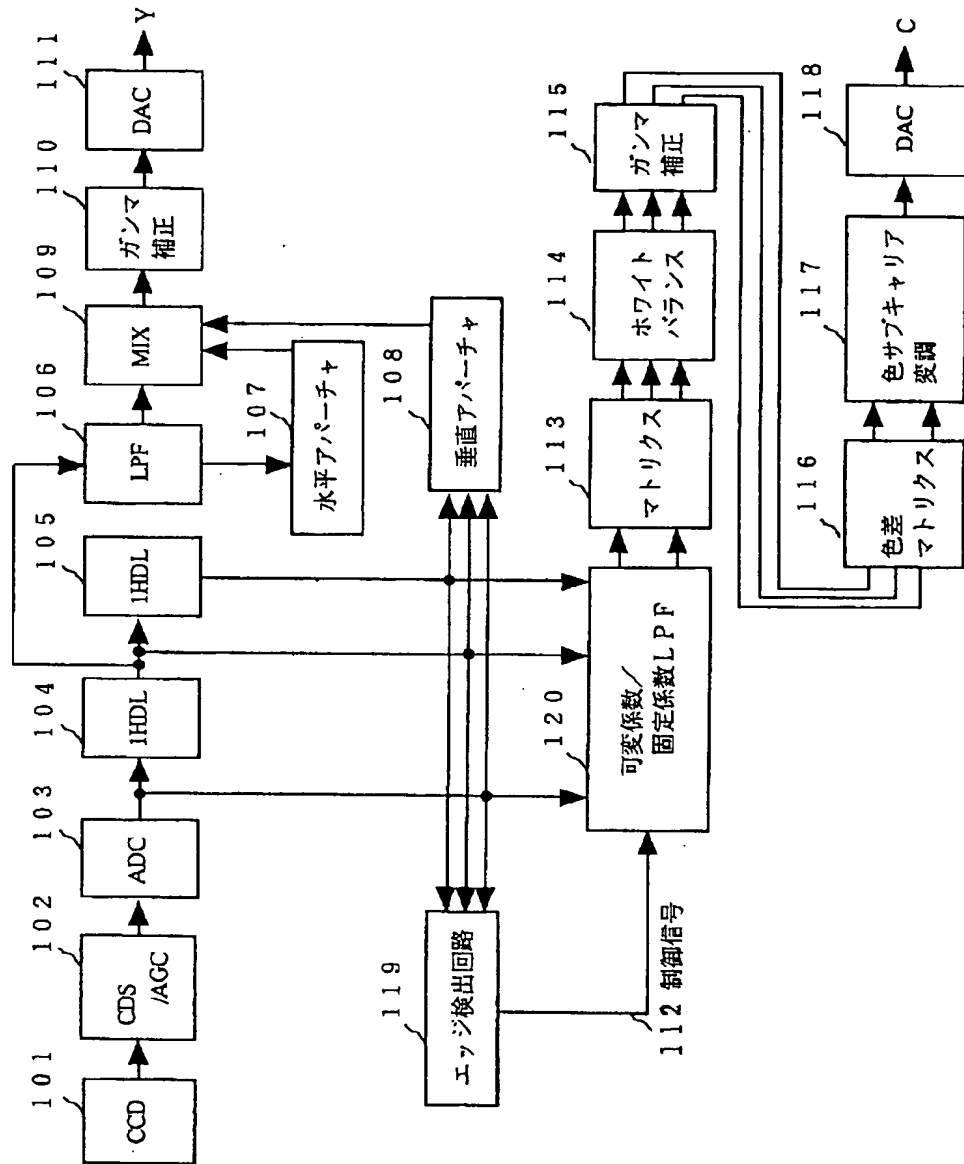 101
CCD
102
CDS
/AGC
103
ADC
104
1HDL
105
1HDL
106
LPF
109
MIX
110
ガンマ
補正
111
DAC
Y
107
水平アパーチャ
108
垂直アパーチャ
119
エッジ検出回路
112 制御信号
120
可変係数/
固定係数LPF
113
マトリクス
114
ホワイト
バランス
115
ガンマ
補正
116
色差
マトリクス
117
色サブキャリア
変調
118
DAC
C